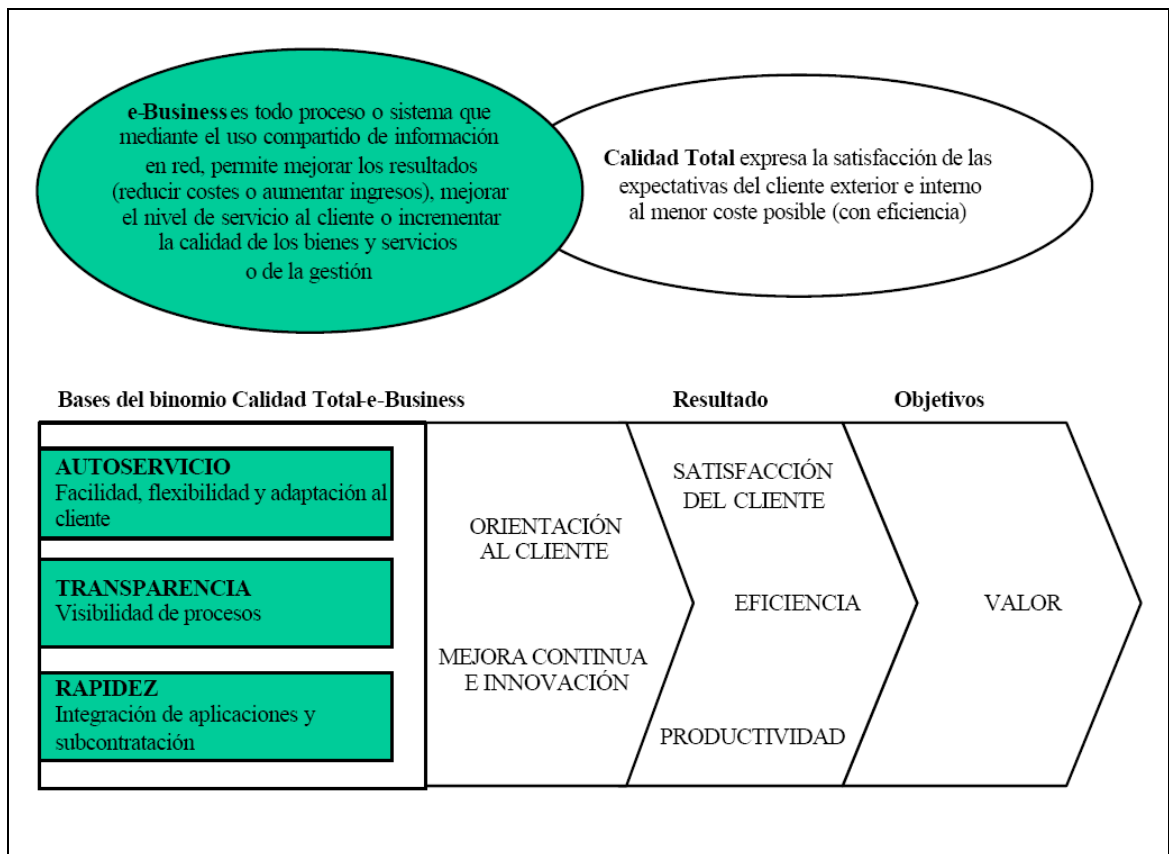 e-Business es todo proceso o sistema que
mediante el uso compartido de información
en red, permite mejorar los resultados
(reducir costes o aumentar ingresos), mejorar
el nivel de servicio al cliente o incrementar
la calidad de los bienes y servicios
o de la gestión
Calidad Total expresa la satisfacción de las
expectativas del cliente exterior e interno
al menor coste posible (con eficiencia)
Bases del binomio Calidad Total-e-Business
Resultado
Objetivos
AUTOSERVICIO
Facilidad, flexibilidad y adaptación al
cliente
TRANSPARENCIA
Visibilidad de procesos
RAPIDEZ
Integración de aplicaciones y
subcontratación
ORIENTACIÓN
AL CLIENTE
MEJORA CONTINUA
E INNOVACIÓN
SATISFACCIÓN
DEL CLIENTE
EFICIENCIA
PRODUCTIVIDAD
VALOR